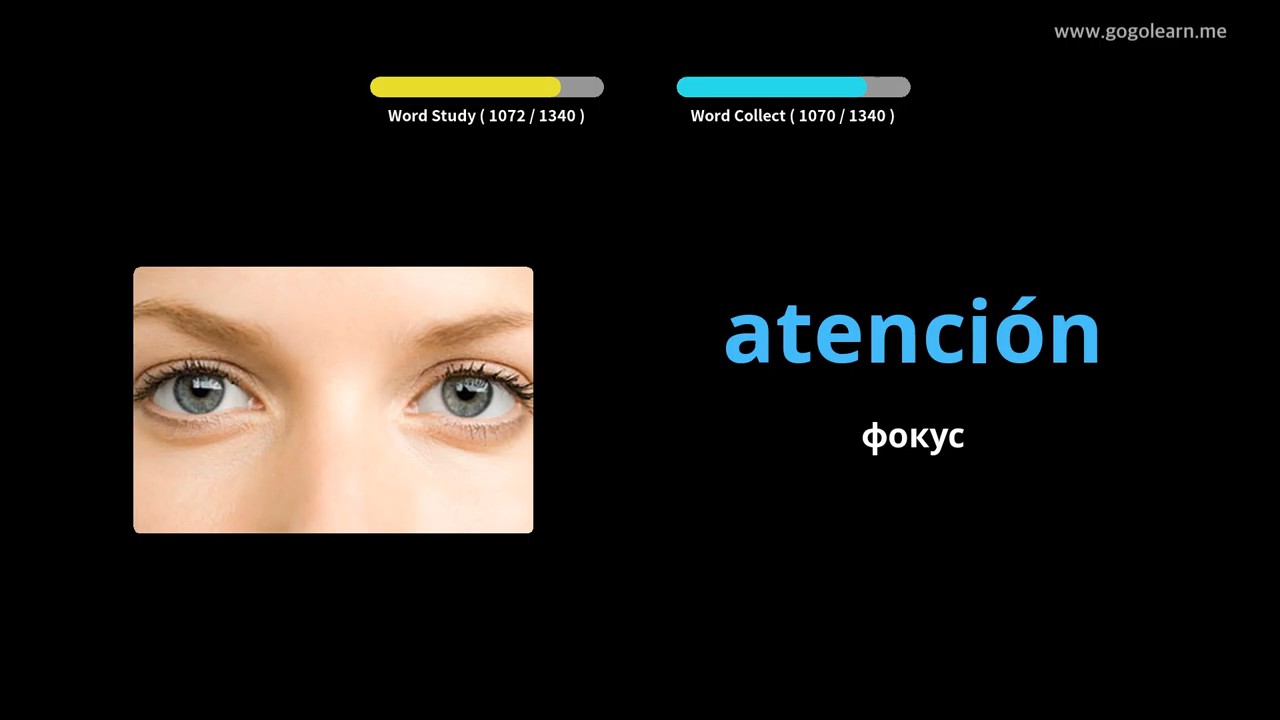 www.gogolearn.me
Word Study ( 1072 / 1340 )
Word Collect ( 1070 / 1340 )
atención
фокус